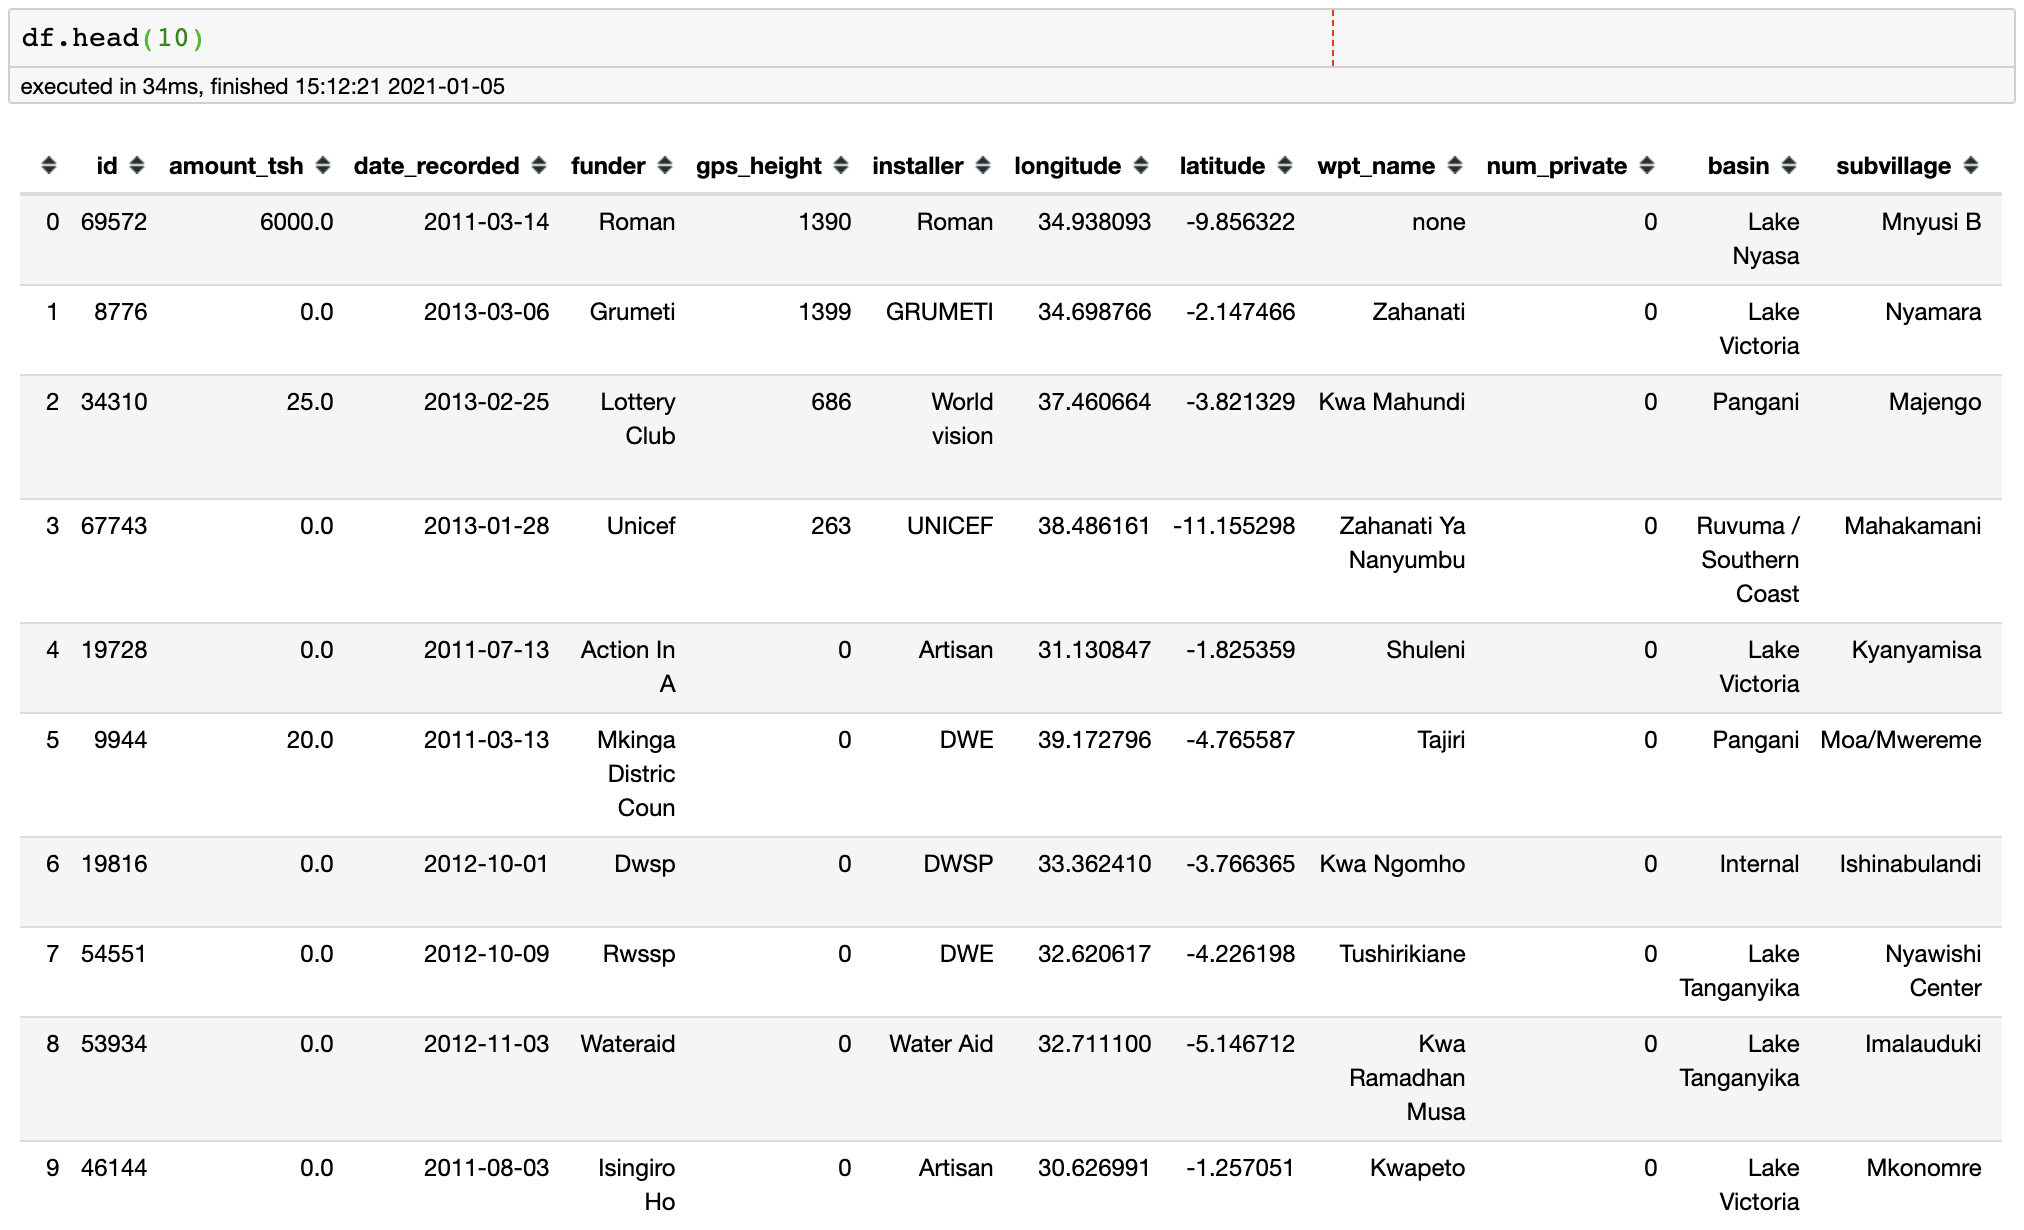 df.head(10)
executed in 34ms, finished 15:12:21 2021-01-05
id amount_tsh date_recorded funder gps_height installer longitude latitude wpt_name num_private basin subvillage
0 69572 6000.0 2011-03-14 Roman 1390 Roman 34.938093 -9.856322 none 0 Lake Mnyusi B
Nyasa
1 8776 0.0 2013-03-06 Grumeti 1399 GRUMETI 34.698766 -2.147466 Zahanati 0 Lake Nyamara
Victoria
2 34310 25.0 2013-02-25 Lottery 686 World 37.460664 -3.821329 Kwa Mahundi 0 Pangani Majengo
Club vision
3 67743 0.0 2013-01-28 Unicef 263 UNICEF 38.486161 -11.155298 Zahanati Ya 0 Ruvuma / Mahakamani
Nanyumbu Southern
Coast
4 19728 0.0 2011-07-13 Action In 0 Artisan 31.130847 -1.825359 Shuleni 0 Lake Kyanyamisa
A Victoria
5 9944 20.0 2011-03-13 Mkinga 0 DWE 39.172796 -4.765587 Tajiri 0 Pangani Moa/Mwereme
Distric
Coun
6 19816 0.0 2012-10-01 Dwsp 0 DWSP 33.362410 -3.766365 Kwa Ngomho 0 Internal Ishinabulandi
7 54551 0.0 2012-10-09 Rwssp 0 DWE 32.620617 -4.226198 Tushirikiane 0 Lake Nyawishi
Tanganyika Center
8 53934 0.0 2012-11-03 Wateraid 0 Water Aid 32.711100 -5.146712 Kwa 0 Lake Imalauduki
Ramadhan Tanganyika
Musa
9 46144 0.0 2011-08-03 Isingiro 0 Artisan 30.626991 -1.257051 Kwapeto 0 Lake Mkonomre
Ho Victoria